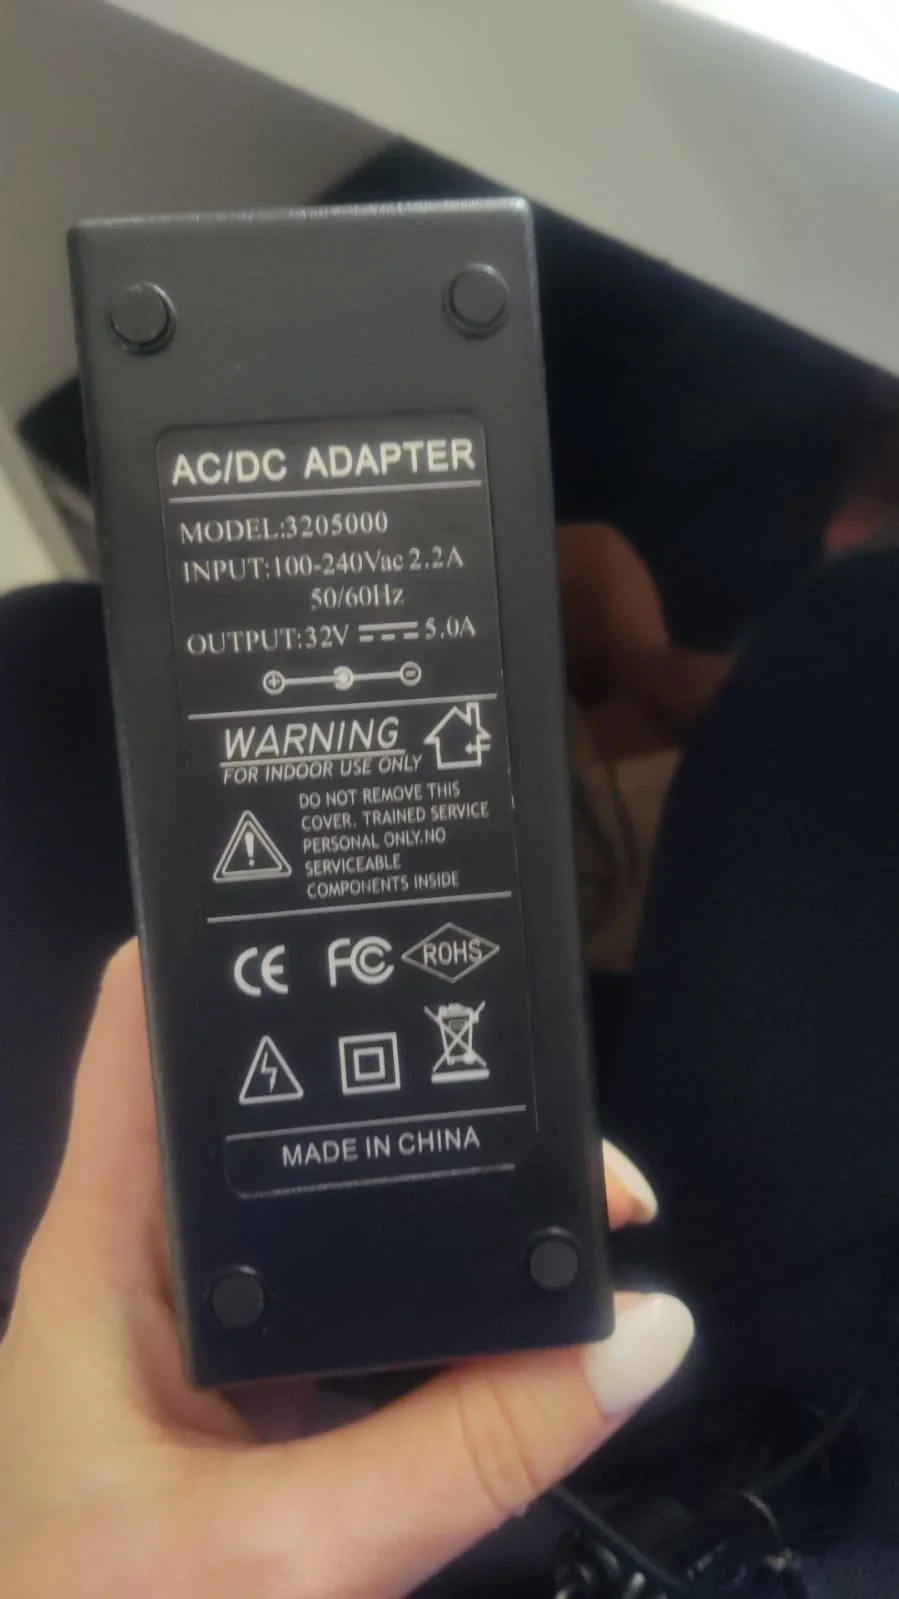 AC/DC ADAPTER
MODEL:3205000
INPUT:100-240Vac 2.2A
50/60Hz
OUTPUT:32V 5.0A
WARNING
FOR INDOOR USE ONLY
DO NOT REMOVE THIS
COVER. TRAINED SERVICE
PERSONAL ONLY.NO
SERVICEABLE
COMPONENTS INSIDE
CE FC ROHS
MADE IN CHINA